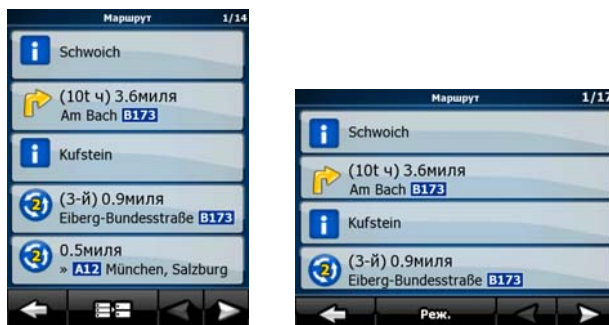 Маршрут 1/14
Schwoich
(10t ч) 3.6миля
Am Bach B173
Kufstein
(3-й) 0.9миля
Eiberg-Bundesstraße B173
0.5миля
» A12 München, Salzburg
Маршрут 1/17
Schwoich
(10t ч) 3.6миля
Am Bach B173
Kufstein
(3-й) 0.9миля
Eiberg-Bundesstraße B173
Реж.